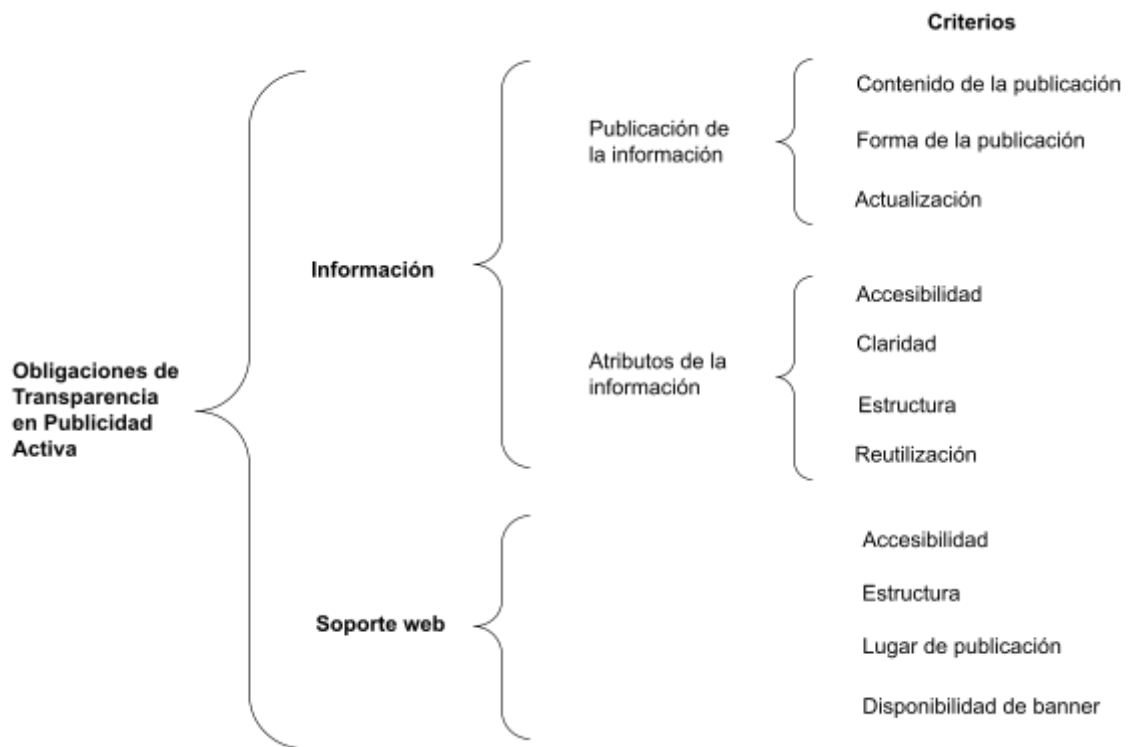 Criterios
Obligaciones de
Transparencia
en Publicidad
Activa
Información
Publicación de
la información
Contenido de la publicación
Forma de la publicación
Actualización
Atributos de la
información
Accesibilidad
Claridad
Estructura
Reutilización
Soporte web
Accesibilidad
Estructura
Lugar de publicación
Disponibilidad de banner